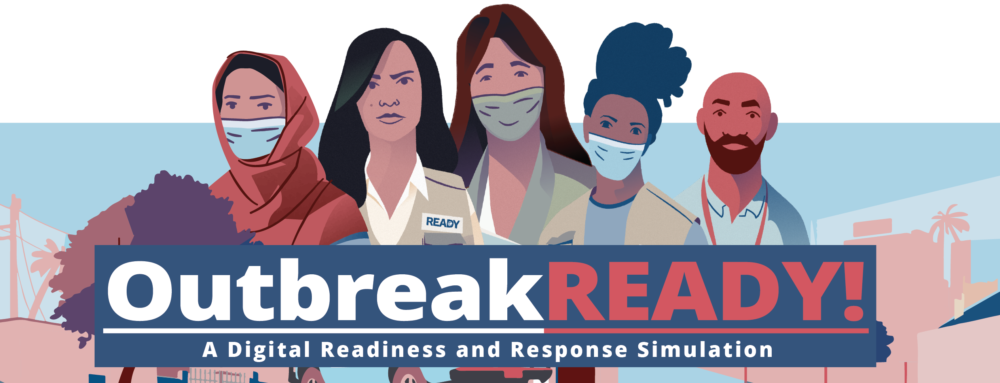 READY
OutbreakREADY!
A Digital Readiness and Response Simulation